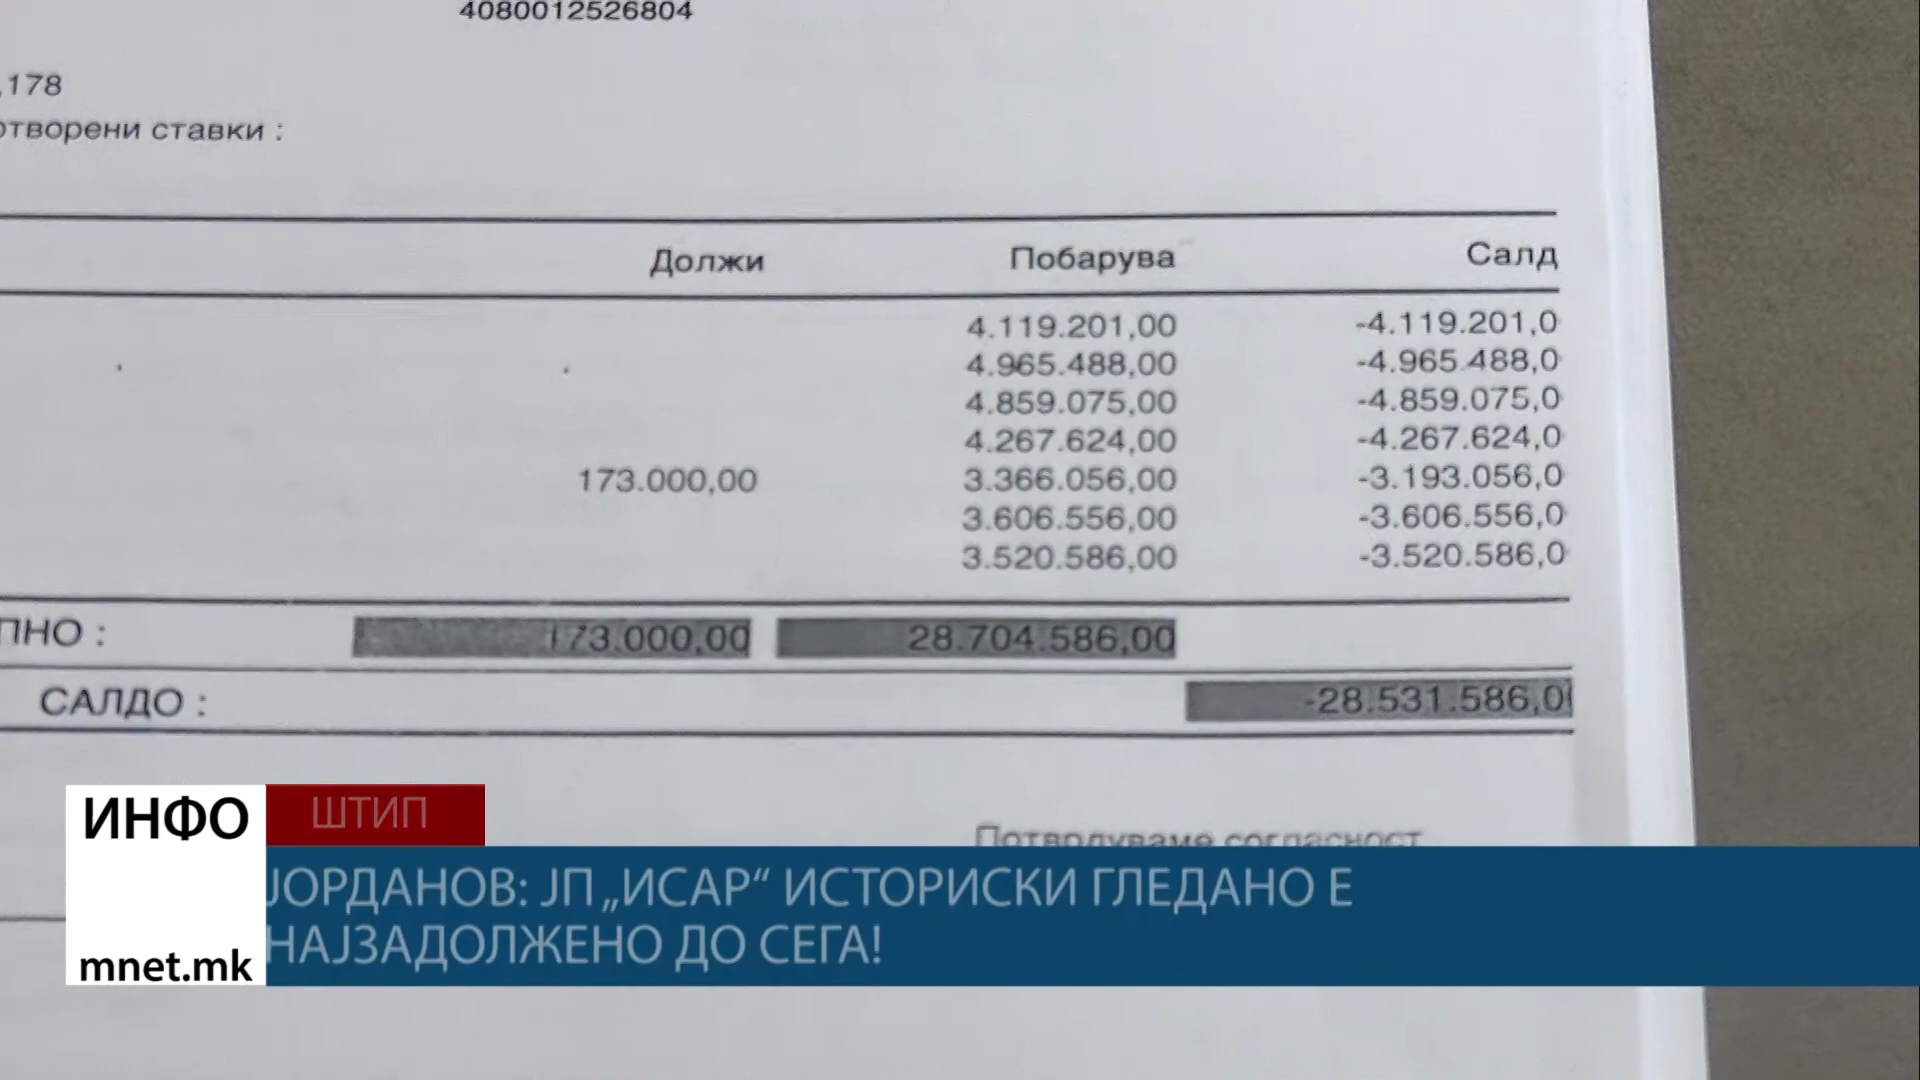 4080012526804
,178
отворени ставки :
Должи Побарува Салд
4.119.201,00 -4.119.201,0
4.965.488,00 -4.965.488,0
4.859.075,00 -4.859.075,0
4.267.624,00 -4.267.624,0
173.000,00 3.366.056,00 -3.193.056,0
3.606.556,00 -3.606.556,0
3.520.586,00 -3.520.586,0
ПНО : 173.000,00 28.704.586,00
САЛДО : -28.531.586,0
Потврдуваме согласност
ИНФО
ШТИП
ЈОРДАНОВ: ЈП „ИСАР“ ИСТОРИСКИ ГЛЕДАНО Е
НАЈЗАДОЛЖЕНО ДО СЕГА!
mnet.mk